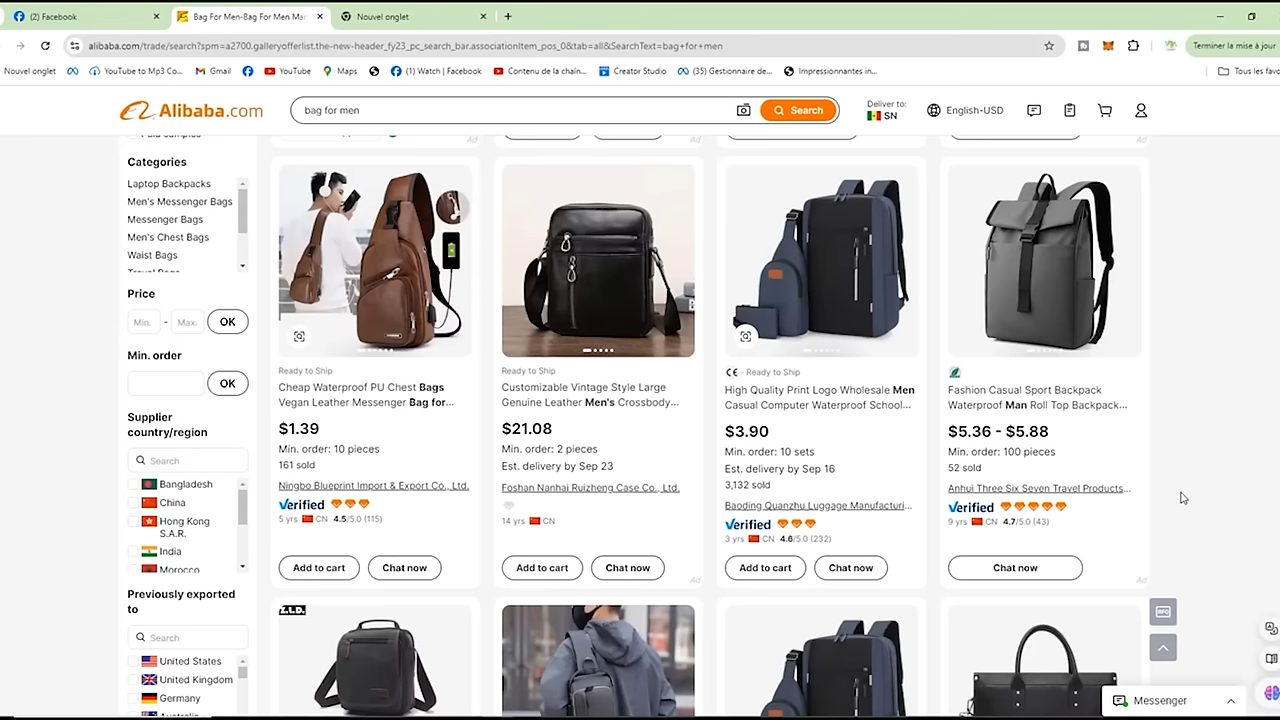 (2) Facebook
Bag For Men-Bag For Men Ma
Nouvel onglet
alibaba.com/trade/search?spm=a2700.galleryofferlist.the-new-header_fy23_pc_search_bar.associationItem_pos_0&tab=all&SearchText=bag+for+men
Terminer la mise à jour
Nouvel onglet
YouTube to Mp3 Co...
Gmail
YouTube
Maps
(1) Watch | Facebook
Contenu de la chaîn...
Creator Studio
(35) Gestionnaire de...
Impressionnantes in...
Tous les favo
Alibaba.com
bag for men
Search
Deliver to:
SN
English-USD
Ad
Ad
Ad
Ad
Categories
Laptop Backpacks
Men's Messenger Bags
Messenger Bags
Men's Chest Bags
Waist Bags
Travel Bags
Price
Min. - Max. OK
Min. order
OK
Supplier
country/region
Search
Bangladesh
China
Hong Kong
S.A.R.
India
Morocco
Previously exported
to
Search
United States
United Kingdom
Germany
Australia
Ready to Ship
Cheap Waterproof PU Chest Bags
Vegan Leather Messenger Bag for...
$1.39
Min. order: 10 pieces
161 sold
Ningbo Blueprint Import & Export Co., Ltd.
Verified
5 yrs CN 4.5/5.0 (115)
Add to cart
Chat now
Ready to Ship
Customizable Vintage Style Large
Genuine Leather Men's Crossbody...
$21.08
Min. order: 2 pieces
Est. delivery by Sep 23
Foshan Nanhai Ruizheng Case Co., Ltd.
14 yrs CN
Add to cart
Chat now
Ad
CE · Ready to Ship
High Quality Print Logo Wholesale Men
Casual Computer Waterproof School...
$3.90
Min. order: 10 sets
Est. delivery by Sep 16
3,132 sold
Baoding Quanzhu Luggage Manufacturi...
Verified
3 yrs CN 4.6/5.0 (232)
Add to cart
Chat now
Fashion Casual Sport Backpack
Waterproof Man Roll Top Backpack...
$5.36 - $5.88
Min. order: 100 pieces
52 sold
Anhui Three Six Seven Travel Products...
Verified
9 yrs CN 4.7/5.0 (43)
Chat now
Ad
Z.L.D.
RFQ
Messenger